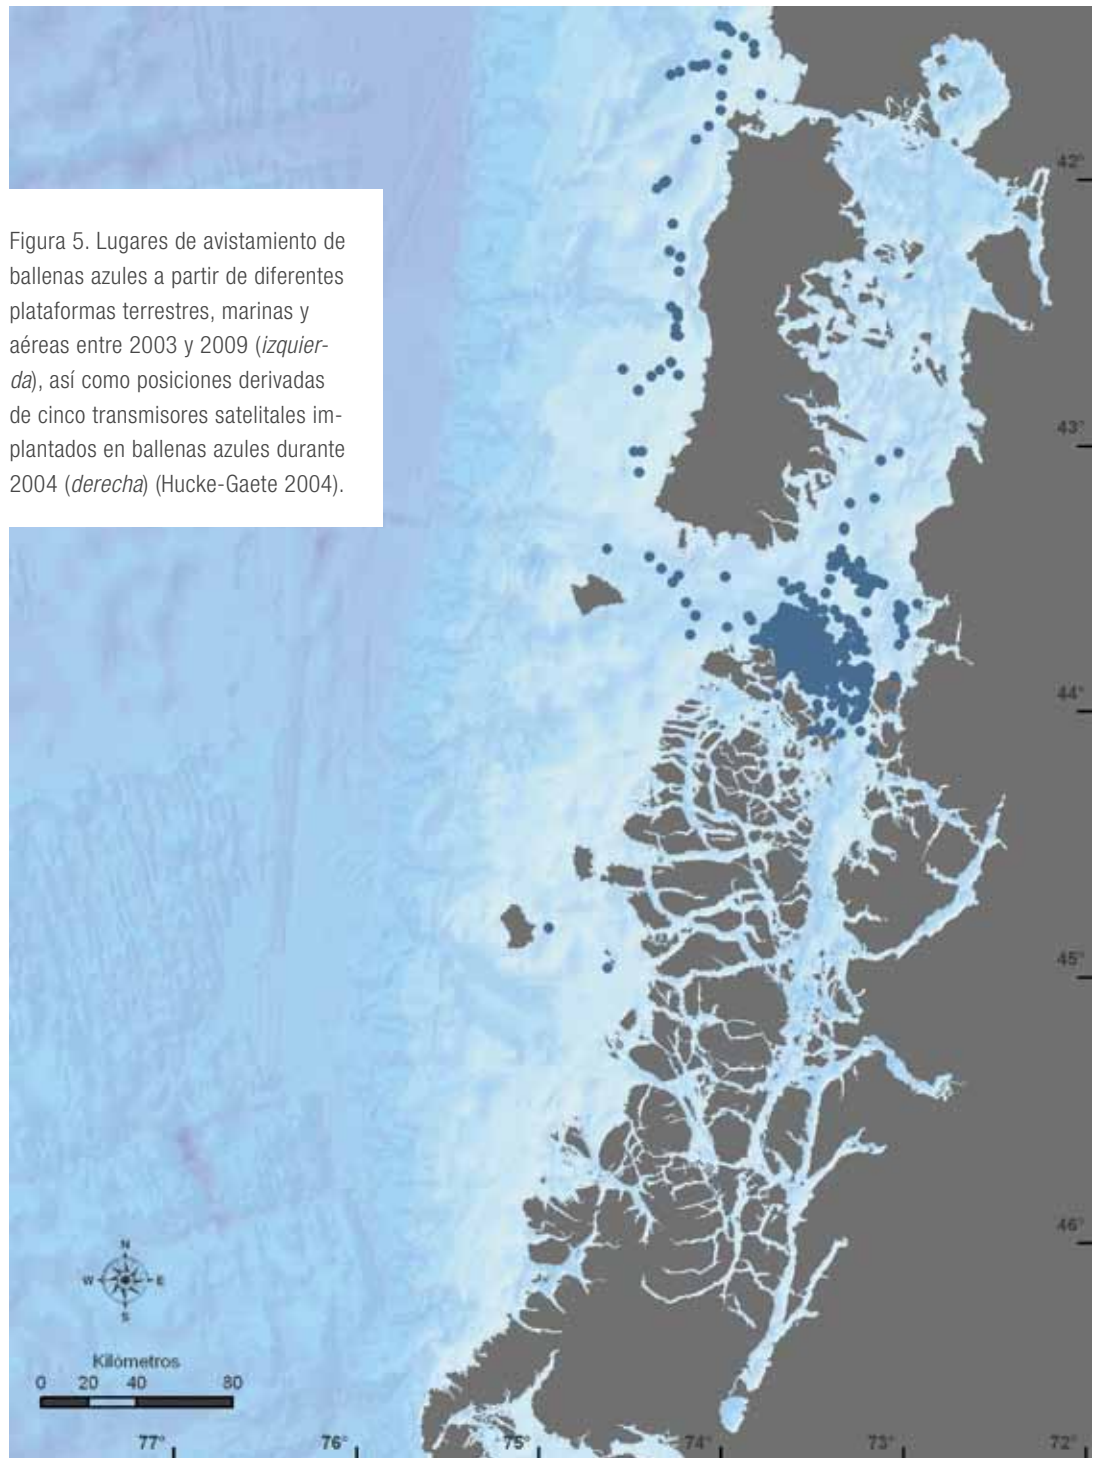 Figura 5. Lugares de avistamiento de
ballenas azules a partir de diferentes
plataformas terrestres, marinas y
aéreas entre 2003 y 2009 (izquier-
da), así como posiciones derivadas
de cinco transmisores satelitales im-
plantados en ballenas azules durante
2004 (derecha) (Hucke-Gaete 2004).
42°
43°
44°
45°
46°
N
W E
S
Kilómetros
0 20 40 80
77° 76° 75° 74° 73° 72°